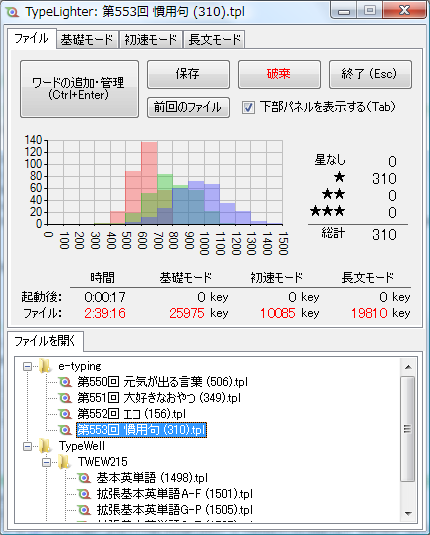 TypeLighter: 第553回 慣用句 (310).tpl
ファイル 基礎モード 初速モード 長文モード
ワードの追加・管理
(Ctrl+Enter)
保存 破棄 終了 (Esc)
前回のファイル 下部パネルを表示する(Tab)
140
120
100
80
60
40
20
0
0 100 200 300 400 500 600 700 800 900 1000 1100 1200 1300 1400 1500
星なし 0
★ 310
★★ 0
★★★ 0
総計 310
時間 基礎モード 初速モード 長文モード
起動後: 0:00:17 0 key 0 key 0 key
ファイル: 2:39:16 25975 key 10085 key 19810 key
ファイルを開く
e-typing
第550回 元気が出る言葉 (506).tpl
第551回 大好きなおやつ (349).tpl
第552回 エコ (156).tpl
第553回 慣用句 (310).tpl
TypeWell
TWEW215
基本英単語 (1498).tpl
拡張基本英単語A-F (1501).tpl
拡張基本英単語G-P (1505).tpl